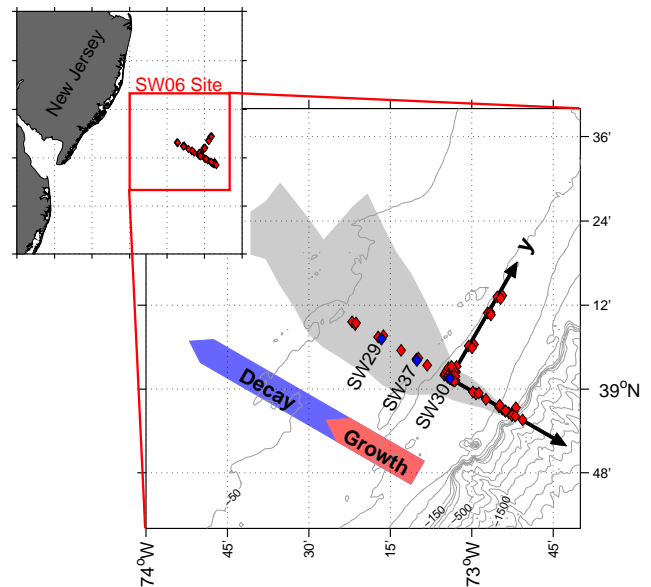 New Jersey
SW06 Site
36'
24'
12'
39°N
48'
y
SW29
SW37
SW30
Decay
Growth
−50
−150
−500
−1500
74°W
45'
30'
15'
73°W
45'